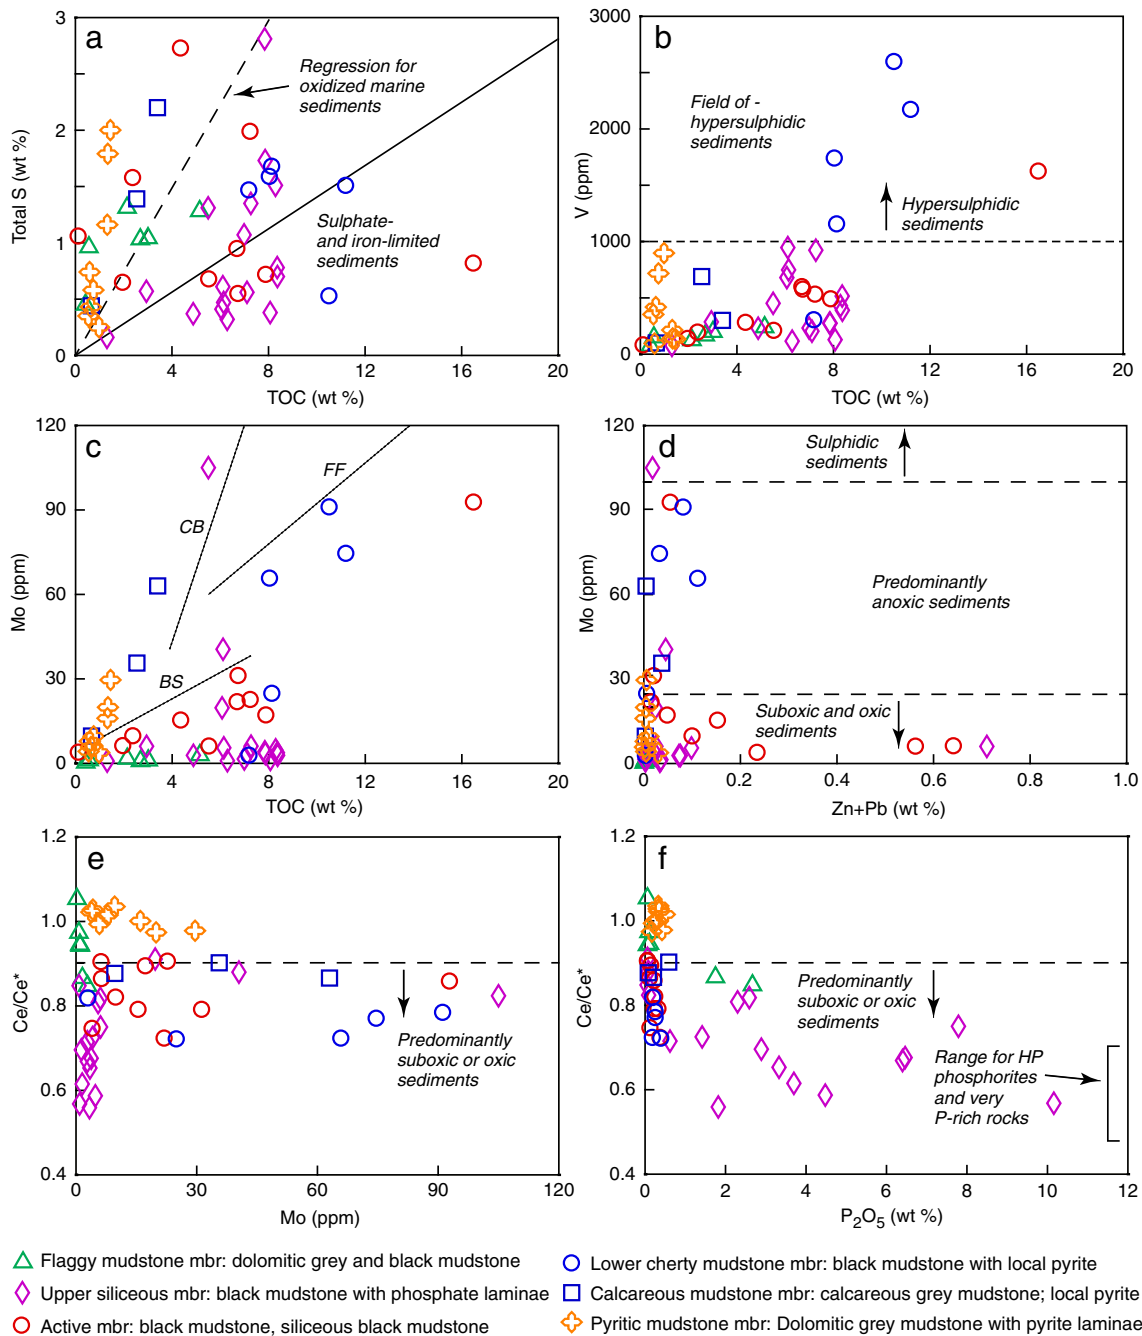 a
3
2
1
0
Total S (wt %)
0
4
8
12
16
20
TOC (wt %)
Regression for
oxidized marine
sediments
Sulphate-
and iron-limited
sediments
b
3000
2000
1000
0
V (ppm)
0
4
8
12
16
20
TOC (wt %)
Field of -
hypersulphidic
sediments
Hypersulphidic
sediments
c
120
90
60
30
0
Mo (ppm)
0
4
8
12
16
20
TOC (wt %)
CB
FF
BS
d
120
90
60
30
0
Mo (ppm)
0
0.2
0.4
0.6
0.8
1.0
Zn+Pb (wt %)
Sulphidic
sediments
Predominantly
anoxic sediments
Suboxic and oxic
sediments
e
1.2
1.0
0.8
0.6
0.4
Ce/Ce*
0
30
60
90
120
Mo (ppm)
Predominantly
suboxic or oxic
sediments
f
1.2
1.0
0.8
0.6
0.4
Ce/Ce*
0
2
4
6
8
10
12
P2O5 (wt %)
Predominantly
suboxic or oxic
sediments
Range for HP
phosphorites
and very
P-rich rocks
Flaggy mudstone mbr: dolomitic grey and black mudstone
Upper siliceous mbr: black mudstone with phosphate laminae
Active mbr: black mudstone, siliceous black mudstone
Lower cherty mudstone mbr: black mudstone with local pyrite
Calcareous mudstone mbr: calcareous grey mudstone; local pyrite
Pyritic mudstone mbr: Dolomitic grey mudstone with pyrite laminae